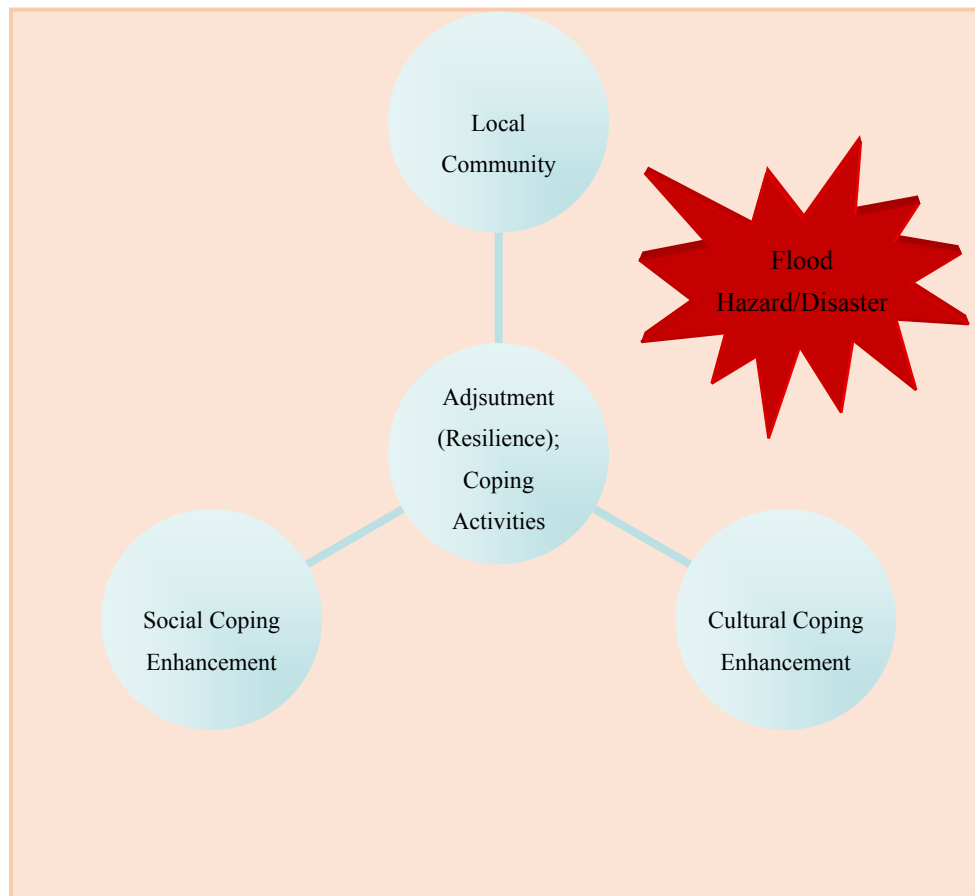 Local
Community
Flood
Hazard/Disaster
Adjsutment
(Resilience);
Coping
Activities
Social Coping
Enhancement
Cultural Coping
Enhancement